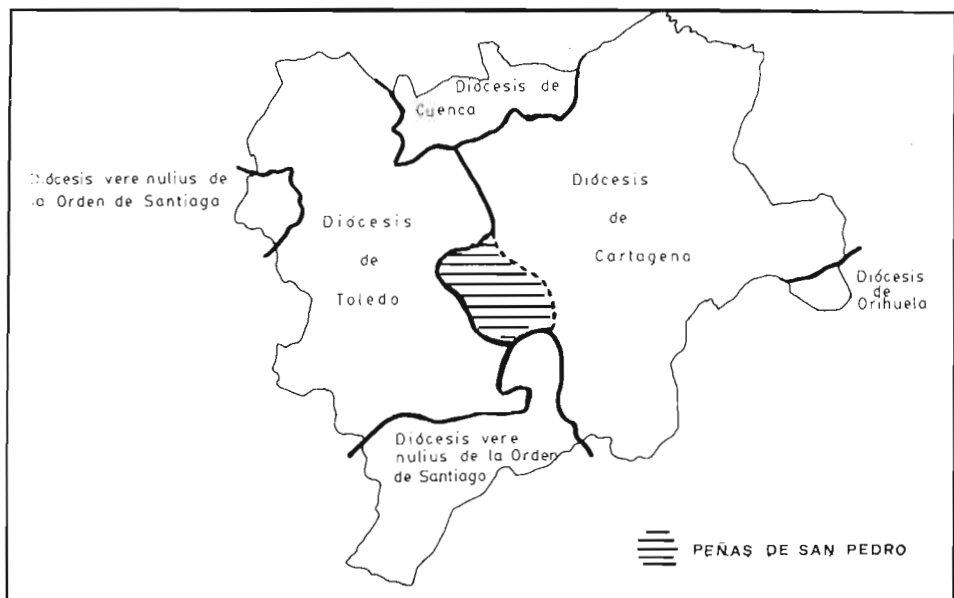 Diócesis de
Cuenca
Diócesis vere nulius de
la Orden de Santiaga
Diócesis
de
Toledo
Diócesis
de
Cartagena
Diócesis
de
Orihuela
Diócesis vere
nulius de la Orden
de Santiago
PEÑAS DE SAN PEDRO